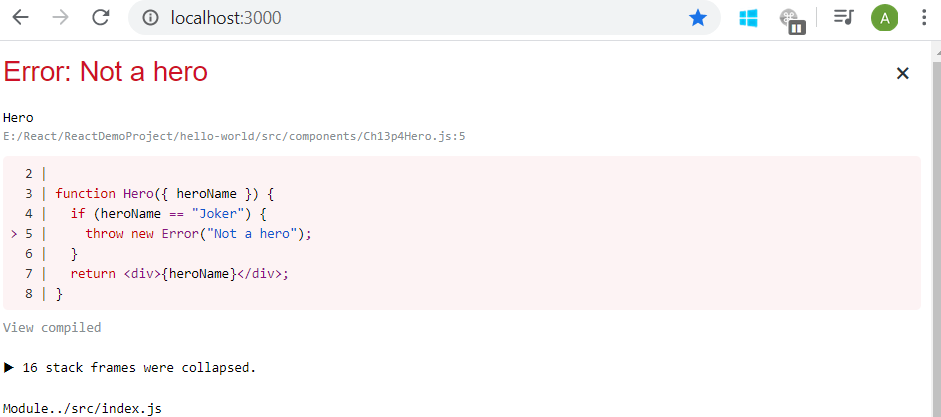 localhost:3000
A
Error: Not a hero
×
Hero
E:/React/ReactDemoProject/hello-world/src/components/Ch13p4Hero.js:5
2 |
3 | function Hero({ heroName }) {
4 |   if (heroName == "Joker") {
> 5 |     throw new Error("Not a hero");
6 |   }
7 |   return <div>{heroName}</div>;
8 | }
View compiled
▶ 16 stack frames were collapsed.
Module../src/index.js